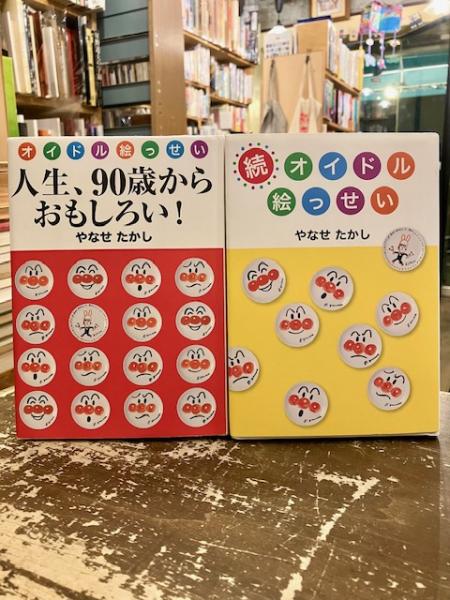 オイドル絵っせい
人生、90歳から
おもしろい!
やなせ たかし
続 オイドル
絵っせい
やなせ たかし